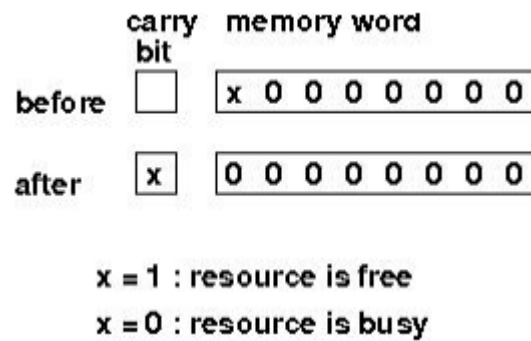 carry memory word
bit
before x 0 0 0 0 0 0 0
after x 0 0 0 0 0 0 0 0
x = 1 : resource is free
x = 0 : resource is busy